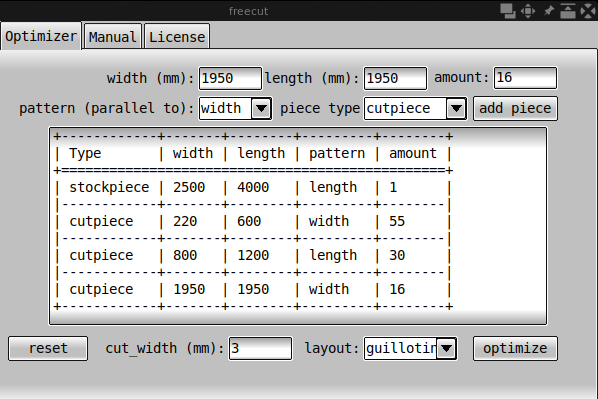 freecut
Optimizer Manual License
width (mm): 1950 length (mm): 1950 amount: 16
pattern (parallel to): width piece type cutpiece add piece
+------------+-------+--------+---------+--------+
| Type       | width | length | pattern | amount |
+================================================+
| stockpiece | 2500  | 4000   | length  | 1      |
|------------+-------+--------+---------+--------|
| cutpiece   | 220   | 600    | width   | 55     |
|------------+-------+--------+---------+--------|
| cutpiece   | 800   | 1200   | length  | 30     |
|------------+-------+--------+---------+--------|
| cutpiece   | 1950  | 1950   | width   | 16     |
+------------+-------+--------+---------+--------+
reset cut_width (mm): 3 layout: guillotin optimize